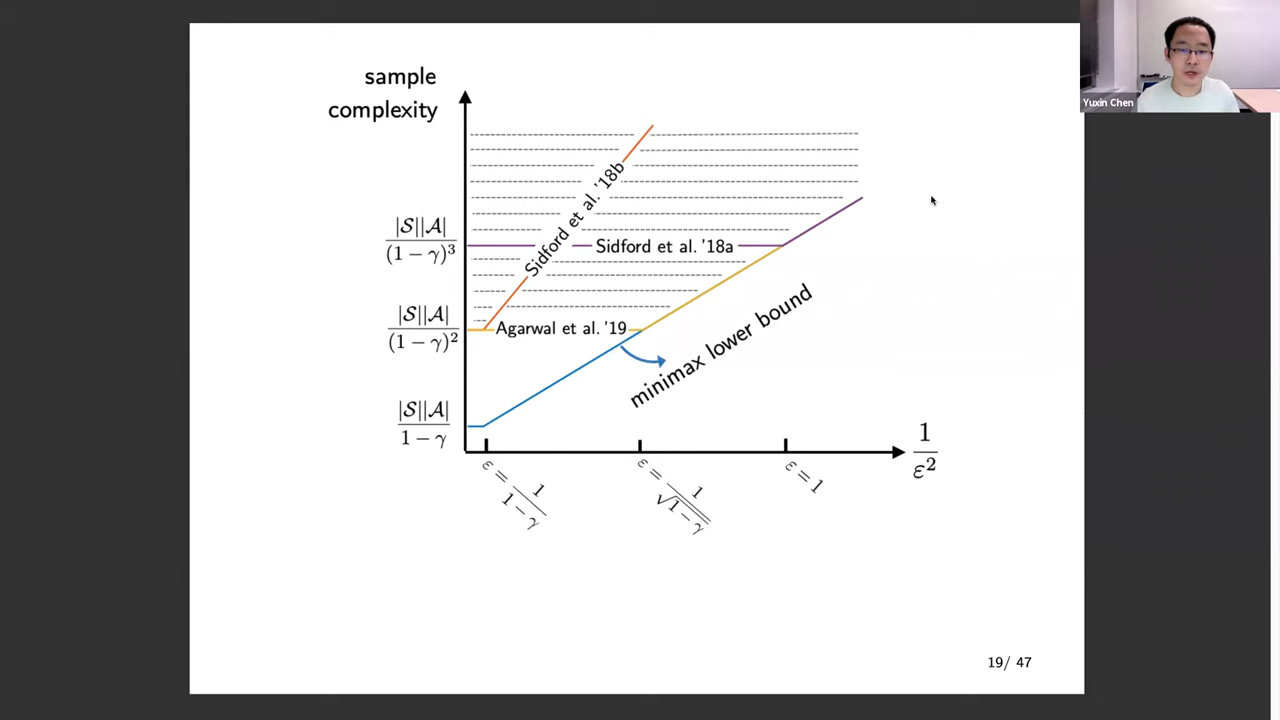 sample
complexity
|S||A|
(1 − γ)³
|S||A|
(1 − γ)²
|S||A|
1 − γ
Sidford et al. '18b
Sidford et al. '18a
Agarwal et al. '19
minimax lower bound
ε = 1/(1 − γ)
ε = 1/√(1 − γ)
ε = 1
1
ε²
19/ 47
Yuxin Chen